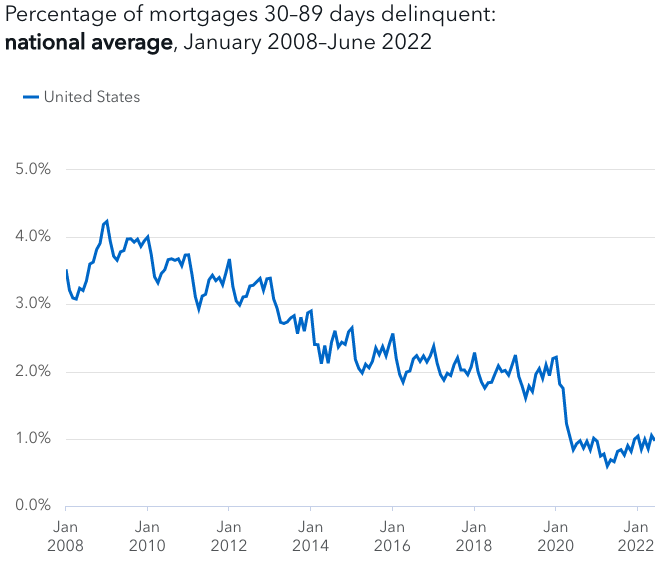 Percentage of mortgages 30–89 days delinquent:
national average, January 2008–June 2022
United States
5.0%
4.0%
3.0%
2.0%
1.0%
0.0%
Jan Jan Jan Jan Jan Jan Jan Jan
2008 2010 2012 2014 2016 2018 2020 2022